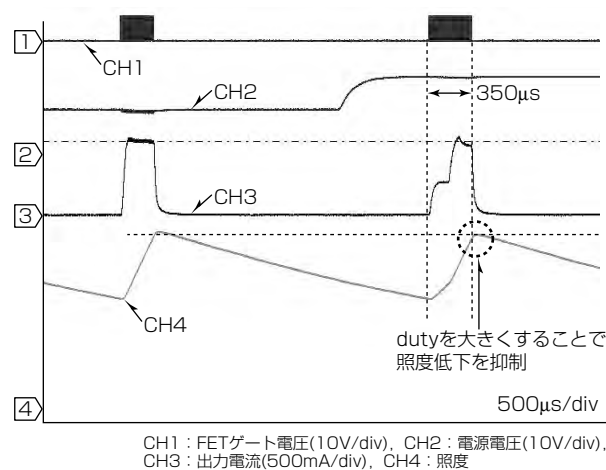 1
CH1
CH2
350μs
2
CH3
3
CH4
dutyを大きくすることで
照度低下を抑制
4
500μs/div
CH1：FETゲート電圧(10V/div)，CH2：電源電圧(10V/div)，
CH3：出力電流(500mA/div)，CH4：照度